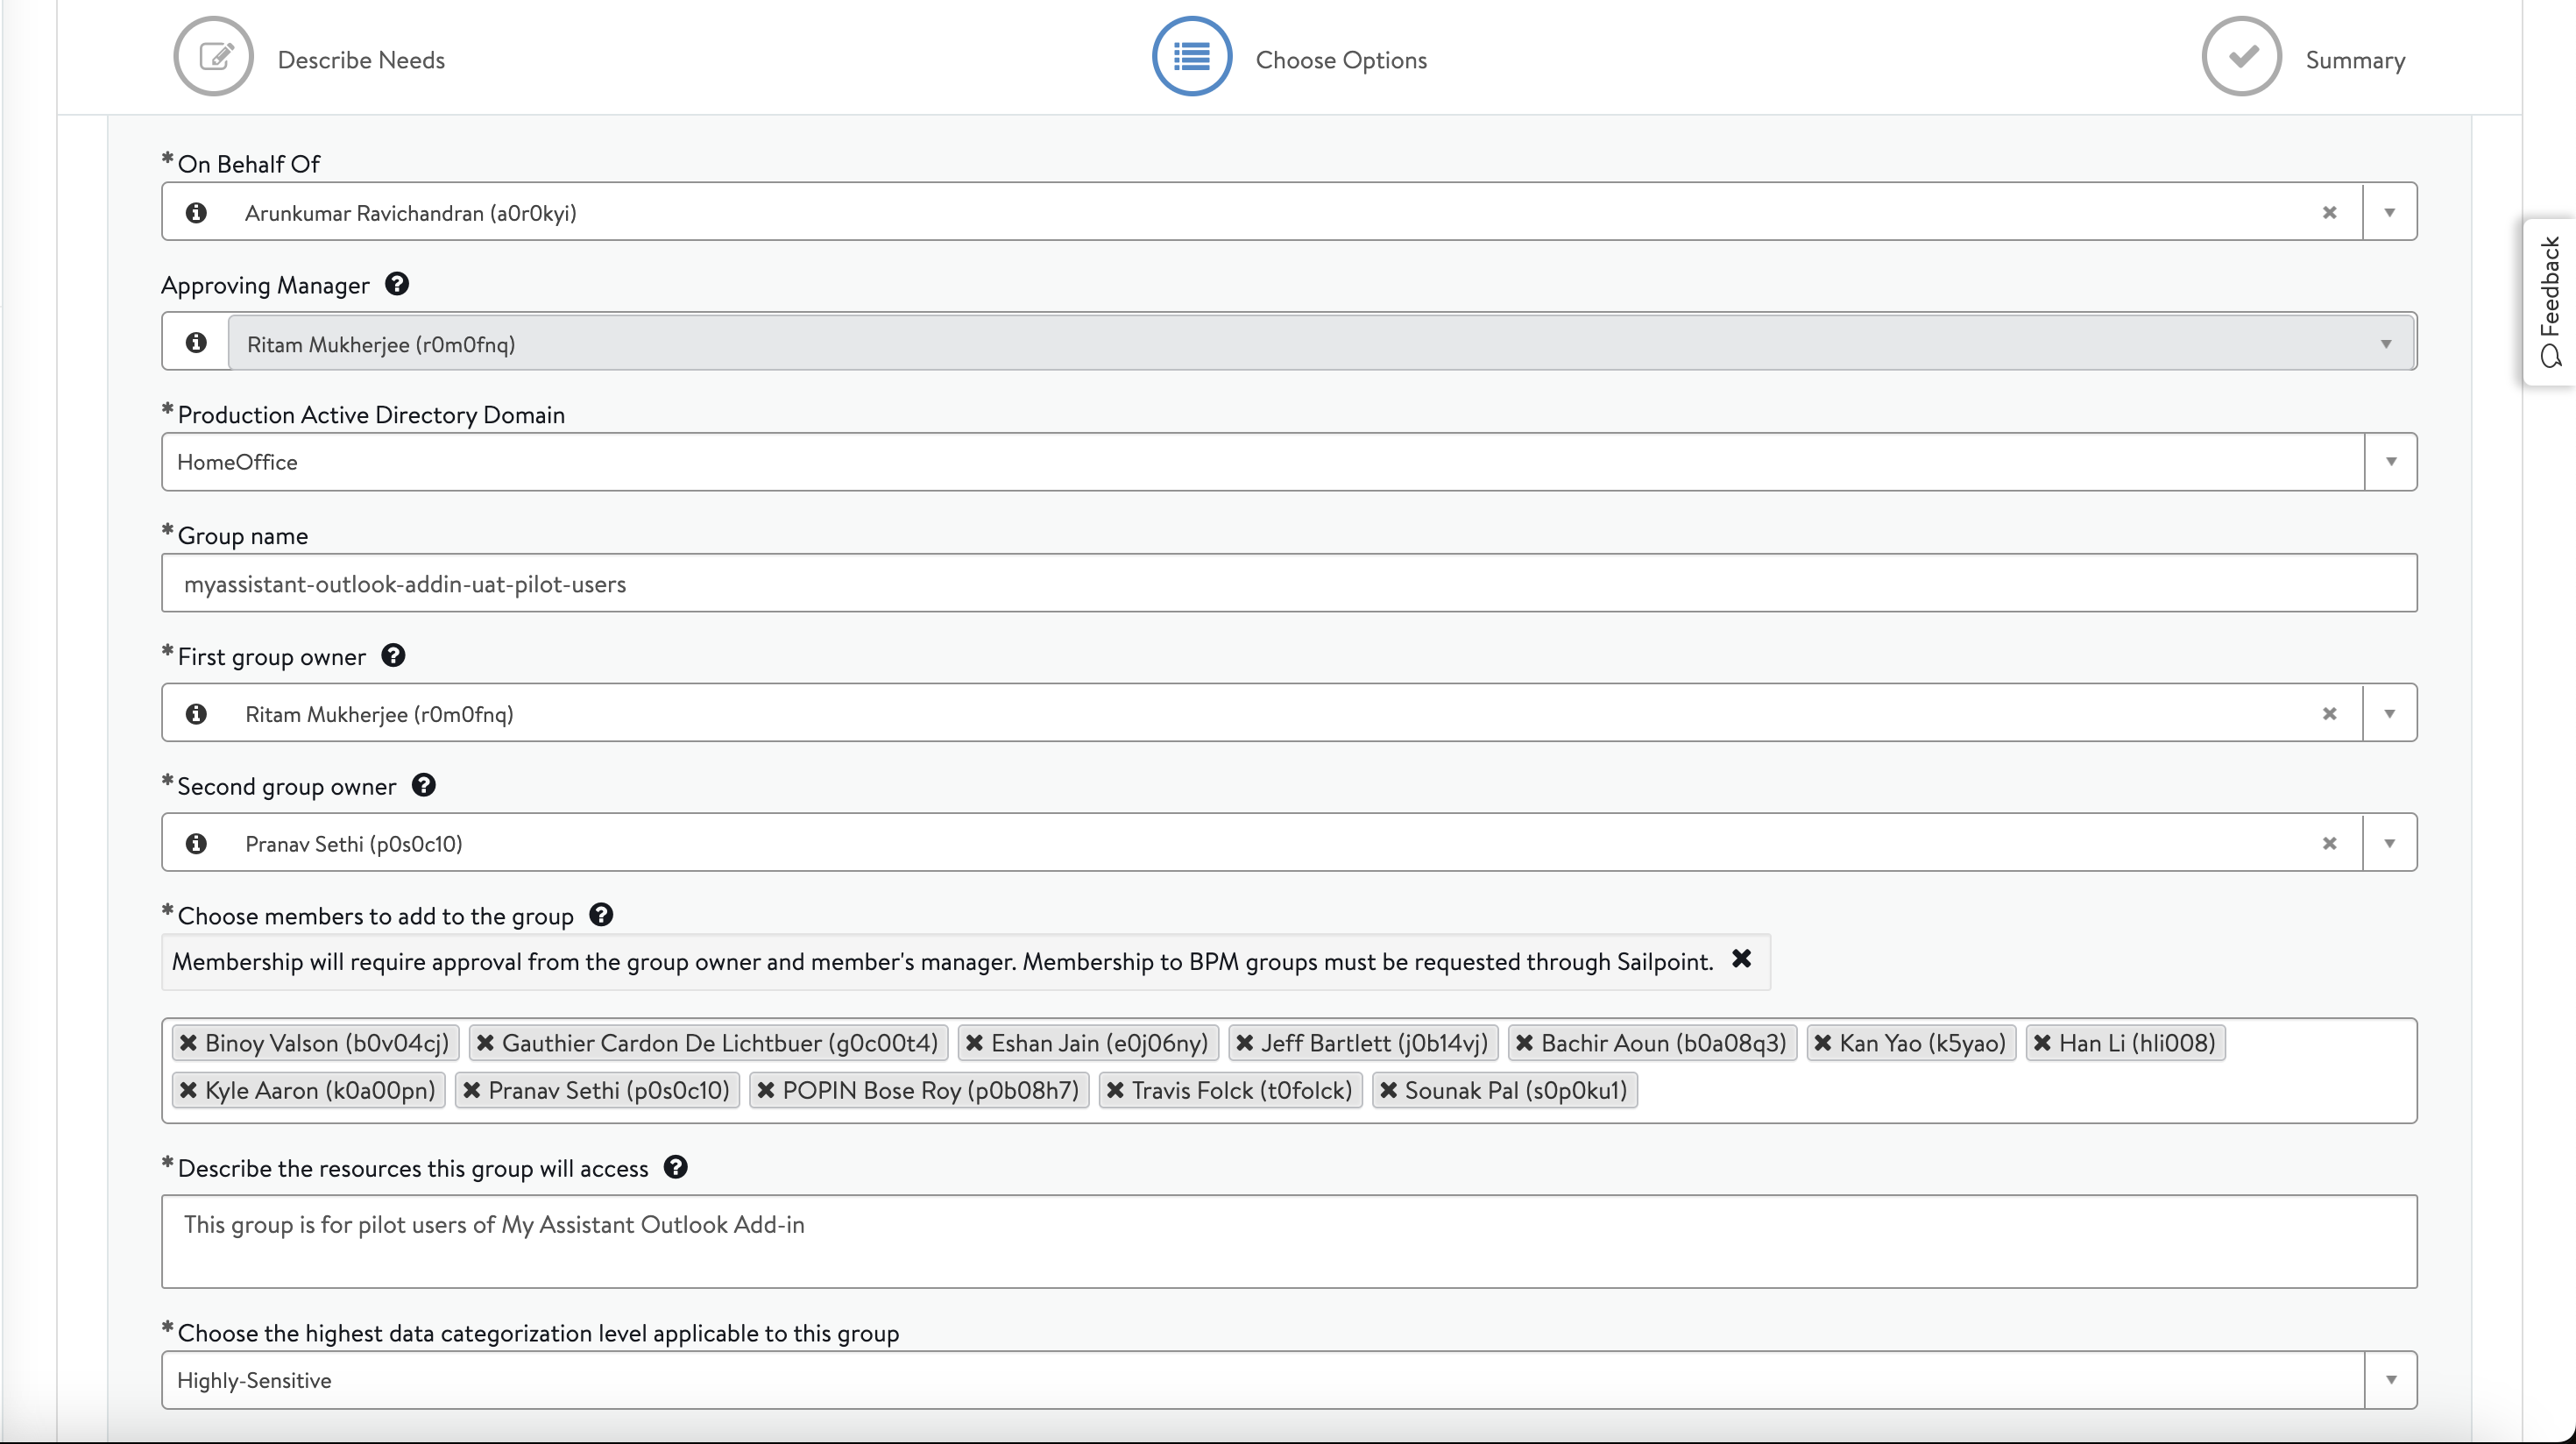 Describe Needs
Choose Options
Summary
Feedback
* On Behalf Of
Arunkumar Ravichandran (a0r0kyi)
Approving Manager
Ritam Mukherjee (r0m0fnq)
* Production Active Directory Domain
HomeOffice
* Group name
myassistant-outlook-addin-uat-pilot-users
* First group owner
Ritam Mukherjee (r0m0fnq)
* Second group owner
Pranav Sethi (p0s0c10)
* Choose members to add to the group
Membership will require approval from the group owner and member's manager. Membership to BPM groups must be requested through Sailpoint.
Binoy Valson (b0v04cj) Gauthier Cardon De Lichtbuer (g0c00t4) Eshan Jain (e0j06ny) Jeff Bartlett (j0b14vj) Bachir Aoun (b0a08q3) Kan Yao (k5yao) Han Li (hli008)
Kyle Aaron (k0a00pn) Pranav Sethi (p0s0c10) POPIN Bose Roy (p0b08h7) Travis Folck (t0folck) Sounak Pal (s0p0ku1)
* Describe the resources this group will access
This group is for pilot users of My Assistant Outlook Add-in
* Choose the highest data categorization level applicable to this group
Highly-Sensitive